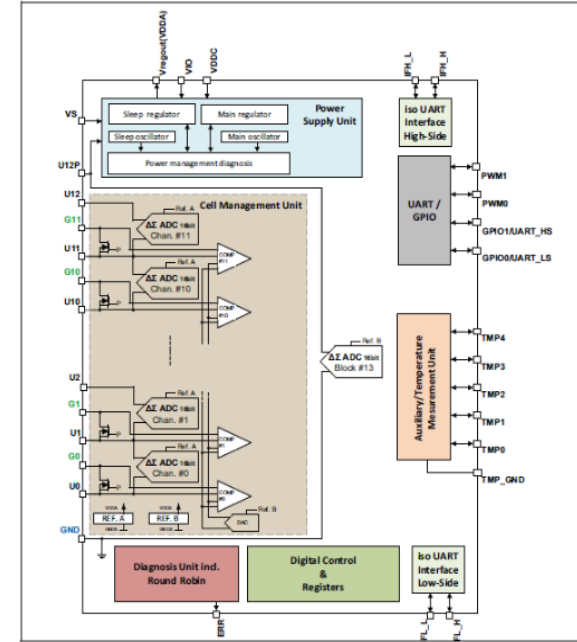 Vregout(VDDA)
VIO
VDDC
IFH_L
IFH_H
VS
U12P
U12
G11
U11
G10
U10
U2
G1
U1
G0
U0
GND
Sleep regulator
Main regulator
Power
Supply Unit
Sleep oscillator
Main oscillator
Power management diagnosis
iso UART
Interface
High-Side
UART /
GPIO
PWM1
PWM0
GPIO1/UART_HS
GPIO0/UART_LS
Cell Management Unit
Ref. A
ΔΣ ADC 16bit
Chan. #11
P
COMP
#11
Ref. A
ΔΣ ADC 16bit
Chan. #10
P
COMP
#10
Ref. B
ΔΣ ADC 16bit
Block #13
Auxiliary/Temperature
Mesurement Unit
TMP4
TMP3
TMP2
TMP1
TMP0
TMP_GND
Ref. A
ΔΣ ADC 16bit
Chan. #1
P
COMP
#1
Ref. A
ΔΣ ADC 16bit
Chan. #0
P
COMP
#0
VDDA
REF. A
VDDA
REF. B
Ref. B
DAC
Diagnosis Unit incl.
Round Robin
Digital Control
&
Registers
iso UART
Interface
Low-Side
ERR
FL_L
FL_H